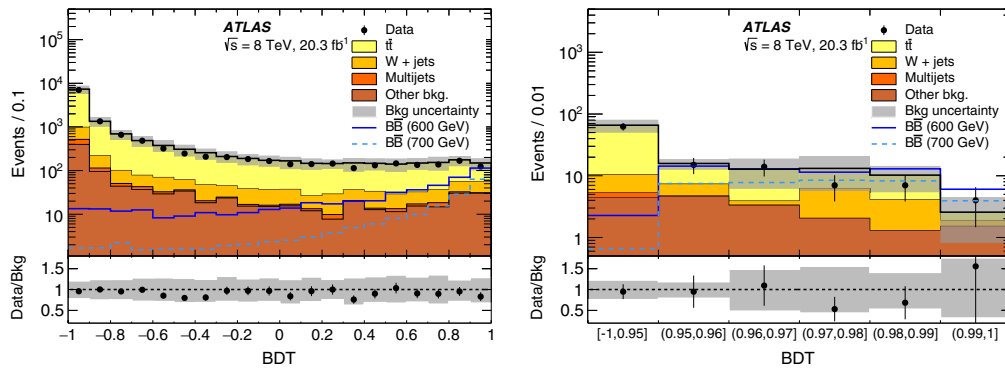 ATLAS
√s = 8 TeV, 20.3 fb⁻¹
Data
tt̄
W + jets
Multijets
Other bkg.
Bkg uncertainty
BB̄ (600 GeV)
BB̄ (700 GeV)
Events / 0.1
10⁵
10⁴
10³
10²
10
Data/Bkg
1.5
1
0.5
−1 −0.8 −0.6 −0.4 −0.2 0 0.2 0.4 0.6 0.8 1
BDT
ATLAS
√s = 8 TeV, 20.3 fb⁻¹
Data
tt̄
W + jets
Multijets
Other bkg.
Bkg uncertainty
BB̄ (600 GeV)
BB̄ (700 GeV)
Events / 0.01
10³
10²
10
1
Data/Bkg
1.5
1
0.5
[-1,0.95] (0.95,0.96] (0.96,0.97] (0.97,0.98] (0.98,0.99] (0.99,1]
BDT